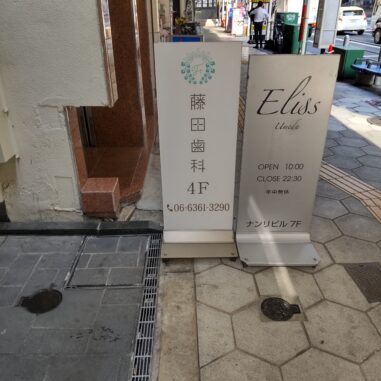 藤田歯科
4F
06-6361-3290
Eliss
Umeda
OPEN 10:00
CLOSE 22:30
年中無休
ナンリビル 7F